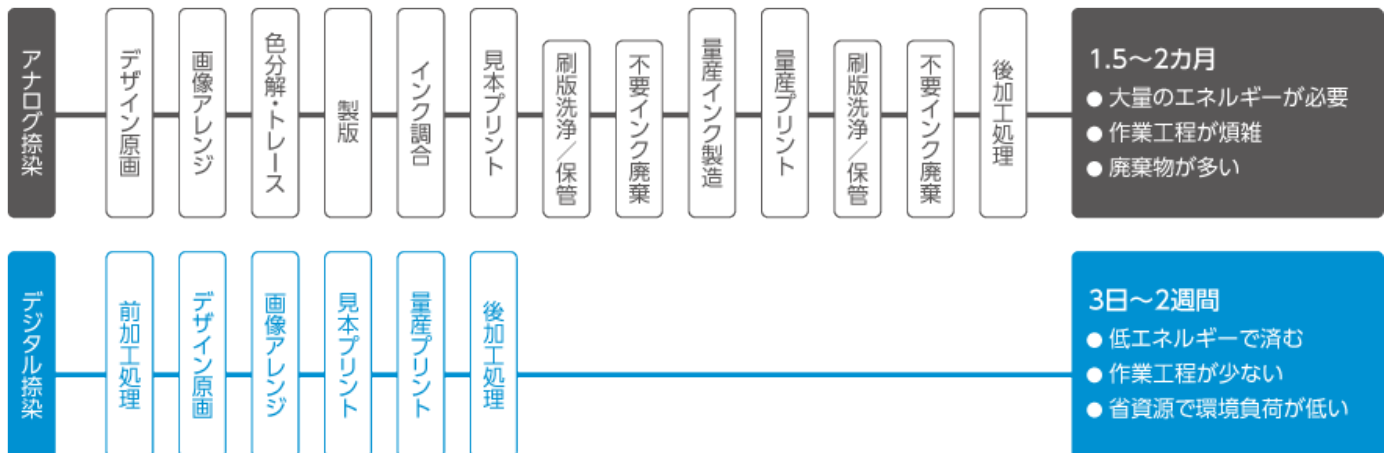 アナログ捺染
デザイン原画
画像アレンジ
色分解・トレース
製版
インク調合
見本プリント
刷版洗浄／保管
不要インク廃棄
量産インク製造
量産プリント
刷版洗浄／保管
不要インク廃棄
後加工処理
1.5〜2カ月
● 大量のエネルギーが必要
● 作業工程が煩雑
● 廃棄物が多い
デジタル捺染
前加工処理
デザイン原画
画像アレンジ
見本プリント
量産プリント
後加工処理
3日〜2週間
● 低エネルギーで済む
● 作業工程が少ない
● 省資源で環境負荷が低い